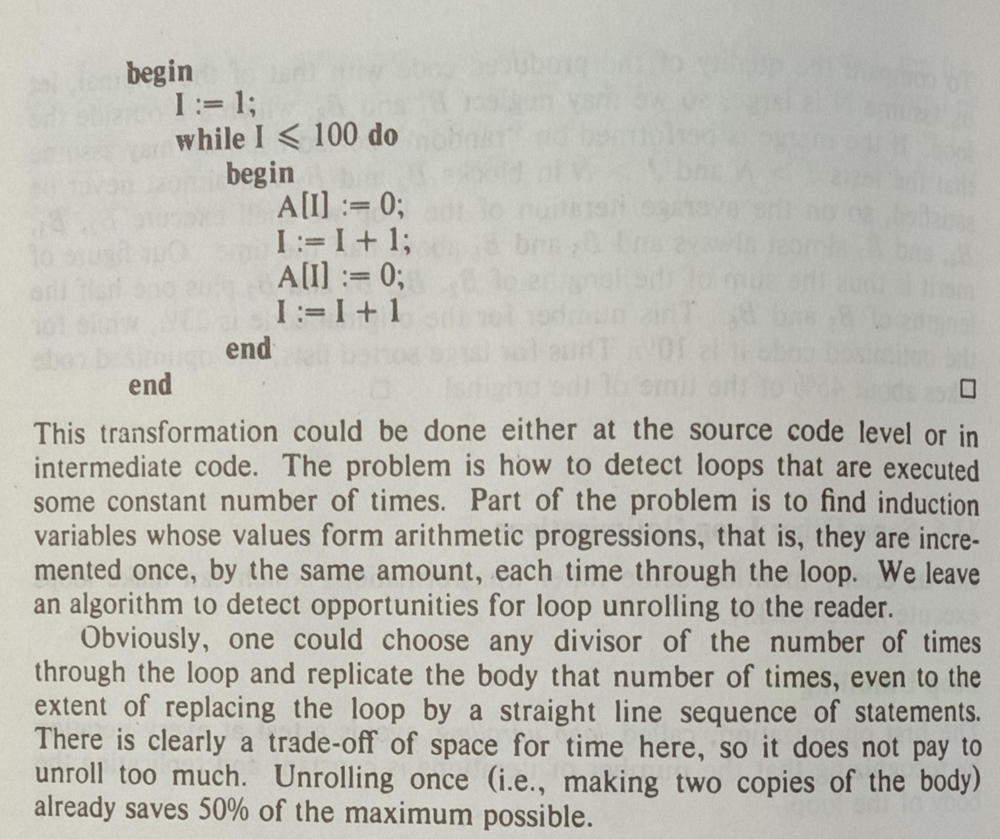 begin
I := 1;
while I ⩽ 100 do
begin
A[I] := 0;
I := I + 1;
A[I] := 0;
I := I + 1
end
end
□
This transformation could be done either at the source code level or in
intermediate code. The problem is how to detect loops that are executed
some constant number of times. Part of the problem is to find induction
variables whose values form arithmetic progressions, that is, they are incre-
mented once, by the same amount, each time through the loop. We leave
an algorithm to detect opportunities for loop unrolling to the reader.
Obviously, one could choose any divisor of the number of times
through the loop and replicate the body that number of times, even to the
extent of replacing the loop by a straight line sequence of statements.
There is clearly a trade-off of space for time here, so it does not pay to
unroll too much. Unrolling once (i.e., making two copies of the body)
already saves 50% of the maximum possible.